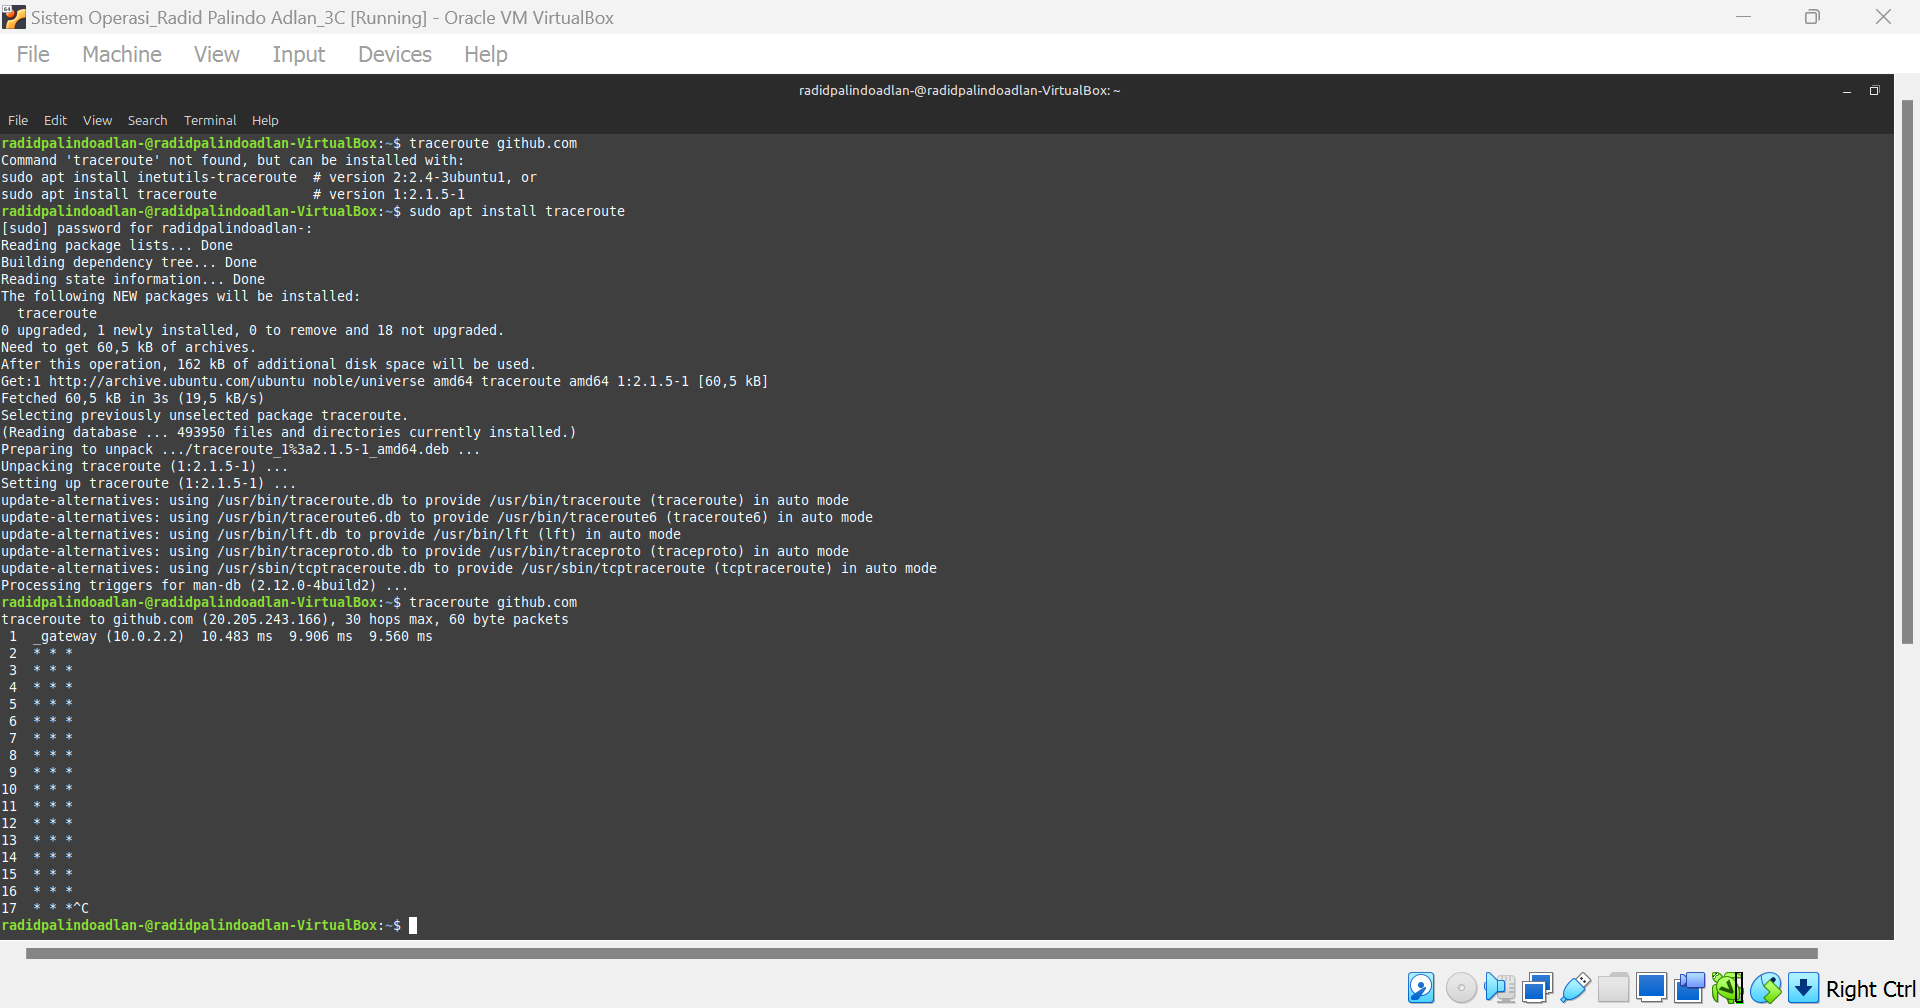 Sistem Operasi_Radid Palindo Adlan_3C [Running] - Oracle VM VirtualBox
File Machine View Input Devices Help
radidpalindoadlan-@radidpalindoadlan-VirtualBox: ~
File Edit View Search Terminal Help
radidpalindoadlan-@radidpalindoadlan-VirtualBox:~$ traceroute github.com
Command 'traceroute' not found, but can be installed with:
sudo apt install inetutils-traceroute  # version 2:2.4-3ubuntu1, or
sudo apt install traceroute            # version 1:2.1.5-1
radidpalindoadlan-@radidpalindoadlan-VirtualBox:~$ sudo apt install traceroute
[sudo] password for radidpalindoadlan-:
Reading package lists... Done
Building dependency tree... Done
Reading state information... Done
The following NEW packages will be installed:
  traceroute
0 upgraded, 1 newly installed, 0 to remove and 18 not upgraded.
Need to get 60,5 kB of archives.
After this operation, 162 kB of additional disk space will be used.
Get:1 http://archive.ubuntu.com/ubuntu noble/universe amd64 traceroute amd64 1:2.1.5-1 [60,5 kB]
Fetched 60,5 kB in 3s (19,5 kB/s)
Selecting previously unselected package traceroute.
(Reading database ... 493950 files and directories currently installed.)
Preparing to unpack .../traceroute_1%3a2.1.5-1_amd64.deb ...
Unpacking traceroute (1:2.1.5-1) ...
Setting up traceroute (1:2.1.5-1) ...
update-alternatives: using /usr/bin/traceroute.db to provide /usr/bin/traceroute (traceroute) in auto mode
update-alternatives: using /usr/bin/traceroute6.db to provide /usr/bin/traceroute6 (traceroute6) in auto mode
update-alternatives: using /usr/bin/lft.db to provide /usr/bin/lft (lft) in auto mode
update-alternatives: using /usr/bin/traceproto.db to provide /usr/bin/traceproto (traceproto) in auto mode
update-alternatives: using /usr/sbin/tcptraceroute.db to provide /usr/sbin/tcptraceroute (tcptraceroute) in auto mode
Processing triggers for man-db (2.12.0-4build2) ...
radidpalindoadlan-@radidpalindoadlan-VirtualBox:~$ traceroute github.com
traceroute to github.com (20.205.243.166), 30 hops max, 60 byte packets
 1  _gateway (10.0.2.2)  10.483 ms  9.906 ms  9.560 ms
 2  * * *
 3  * * *
 4  * * *
 5  * * *
 6  * * *
 7  * * *
 8  * * *
 9  * * *
10  * * *
11  * * *
12  * * *
13  * * *
14  * * *
15  * * *
16  * * *
17  * * *^C
radidpalindoadlan-@radidpalindoadlan-VirtualBox:~$
Right Ctrl